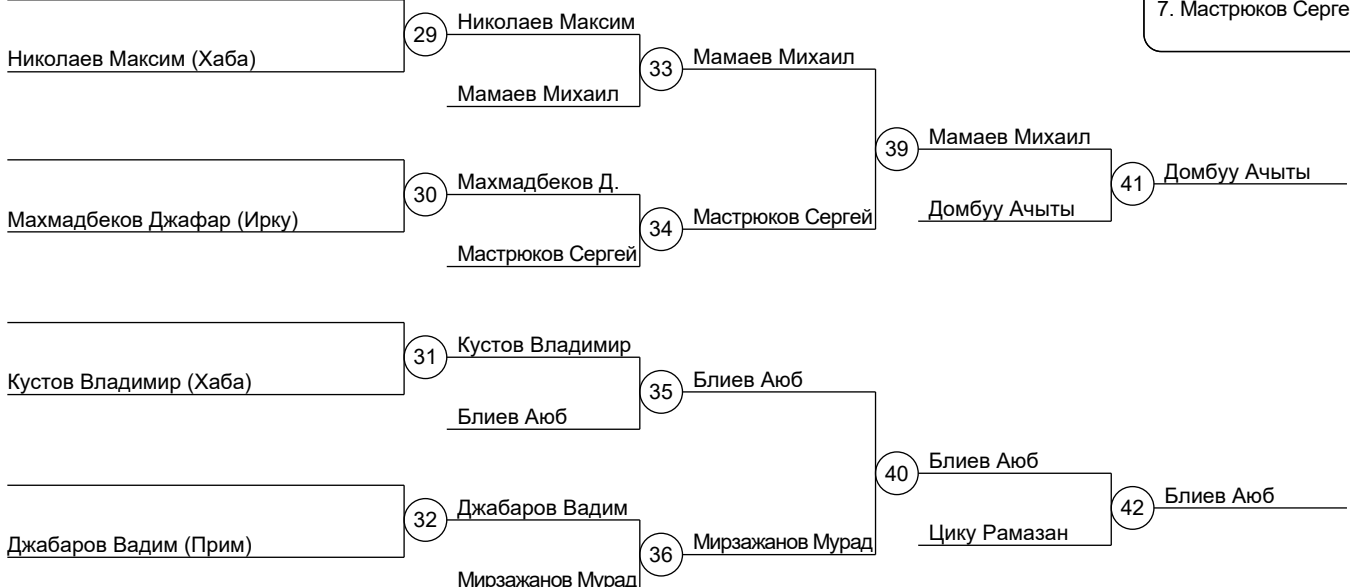 7. Мастрюков Серге
29
Николаев Максим
Николаев Максим (Хаба)
33
Мамаев Михаил
Мамаев Михаил
39
Мамаев Михаил
30
Махмадбеков Д.
41
Домбуу Ачыты
Махмадбеков Джафар (Ирку)
34
Мастрюков Сергей
Домбуу Ачыты
Мастрюков Сергей
31
Кустов Владимир
Кустов Владимир (Хаба)
35
Блиев Аюб
Блиев Аюб
40
Блиев Аюб
32
Джабаров Вадим
42
Блиев Аюб
Джабаров Вадим (Прим)
36
Мирзажанов Мурад
Цику Рамазан
Мирзажанов Мурад